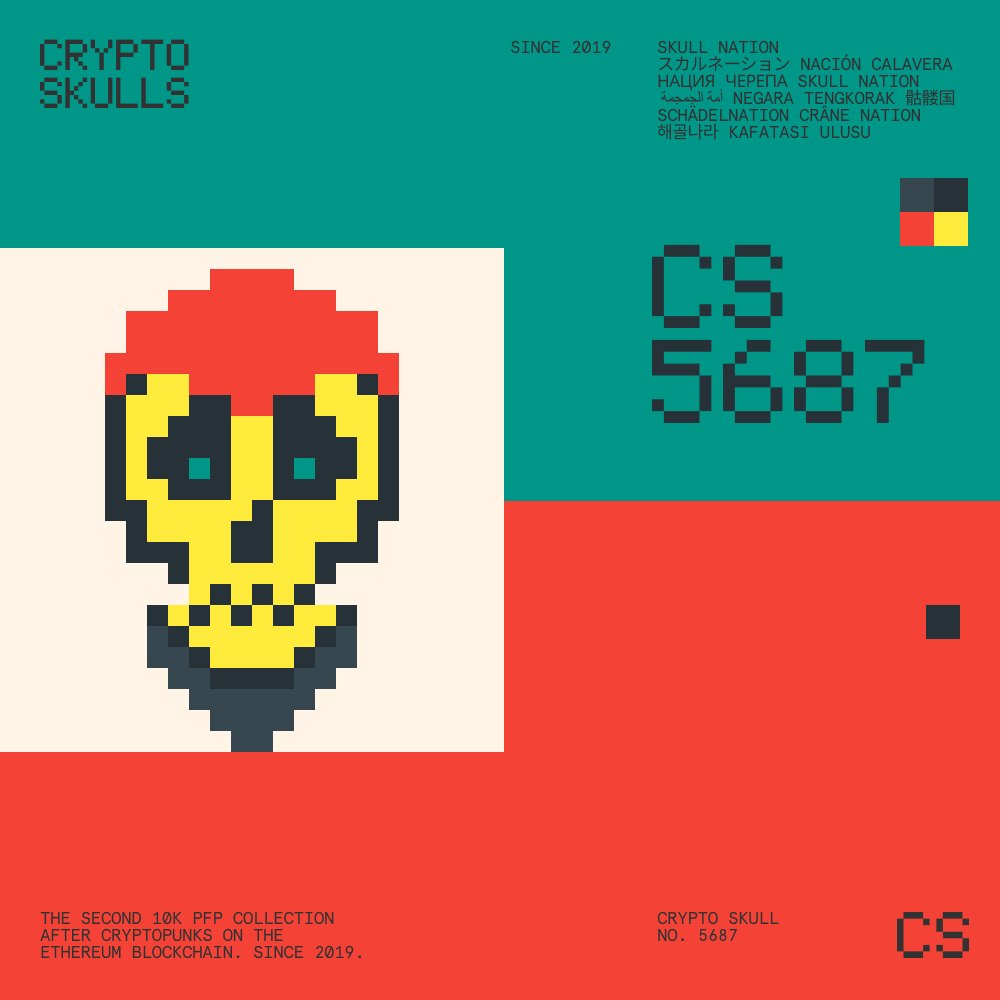 CRYPTO
SKULLS
SINCE 2019
SKULL NATION
スカルネーション NACIÓN CALAVERA
НАЦИЯ ЧЕРЕПА SKULL NATION
أمة الجمجمة NEGARA TENGKORAK 骷髅国
SCHÄDELNATION CRÂNE NATION
해골나라 KAFATASI ULUSU
CS
5687
THE SECOND 10K PFP COLLECTION
AFTER CRYPTOPUNKS ON THE
ETHEREUM BLOCKCHAIN. SINCE 2019.
CRYPTO SKULL
NO. 5687
CS